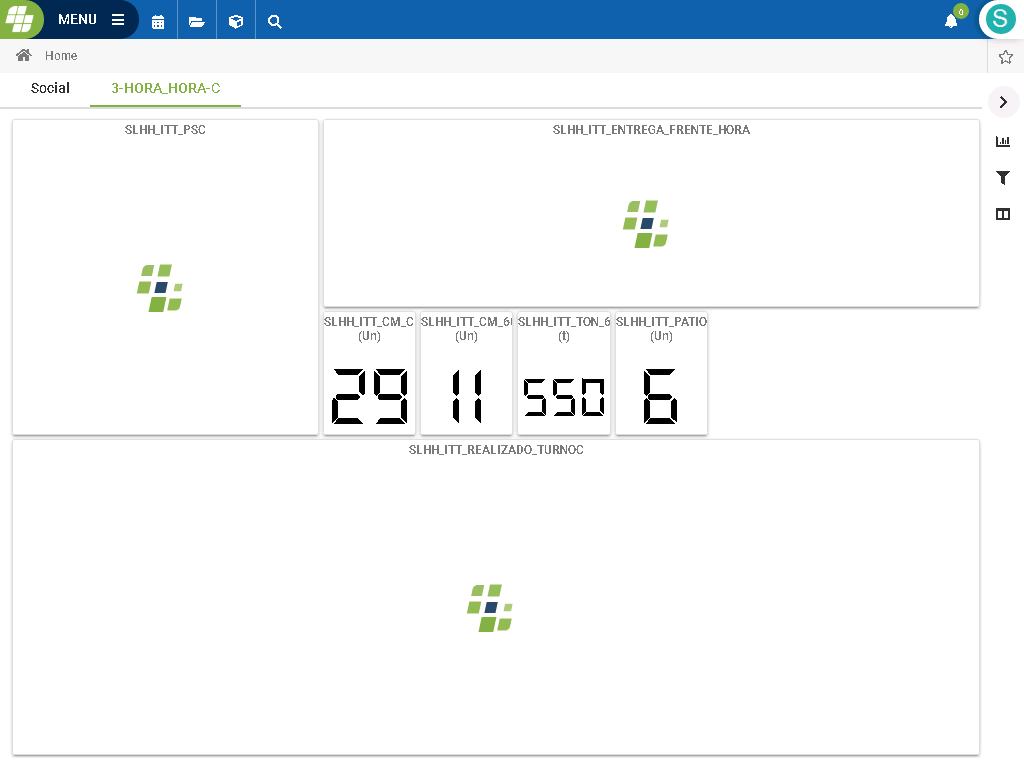 MENU
0
S
Home
Social
3-HORA_HORA-C
SLHH_ITT_PSC
SLHH_ITT_ENTREGA_FRENTE_HORA
SLHH_ITT_CM_C
(Un)
29
SLHH_ITT_CM_6
(Un)
11
SLHH_ITT_TON_6
(t)
550
SLHH_ITT_PATIO
(Un)
6
SLHH_ITT_REALIZADO_TURNOC